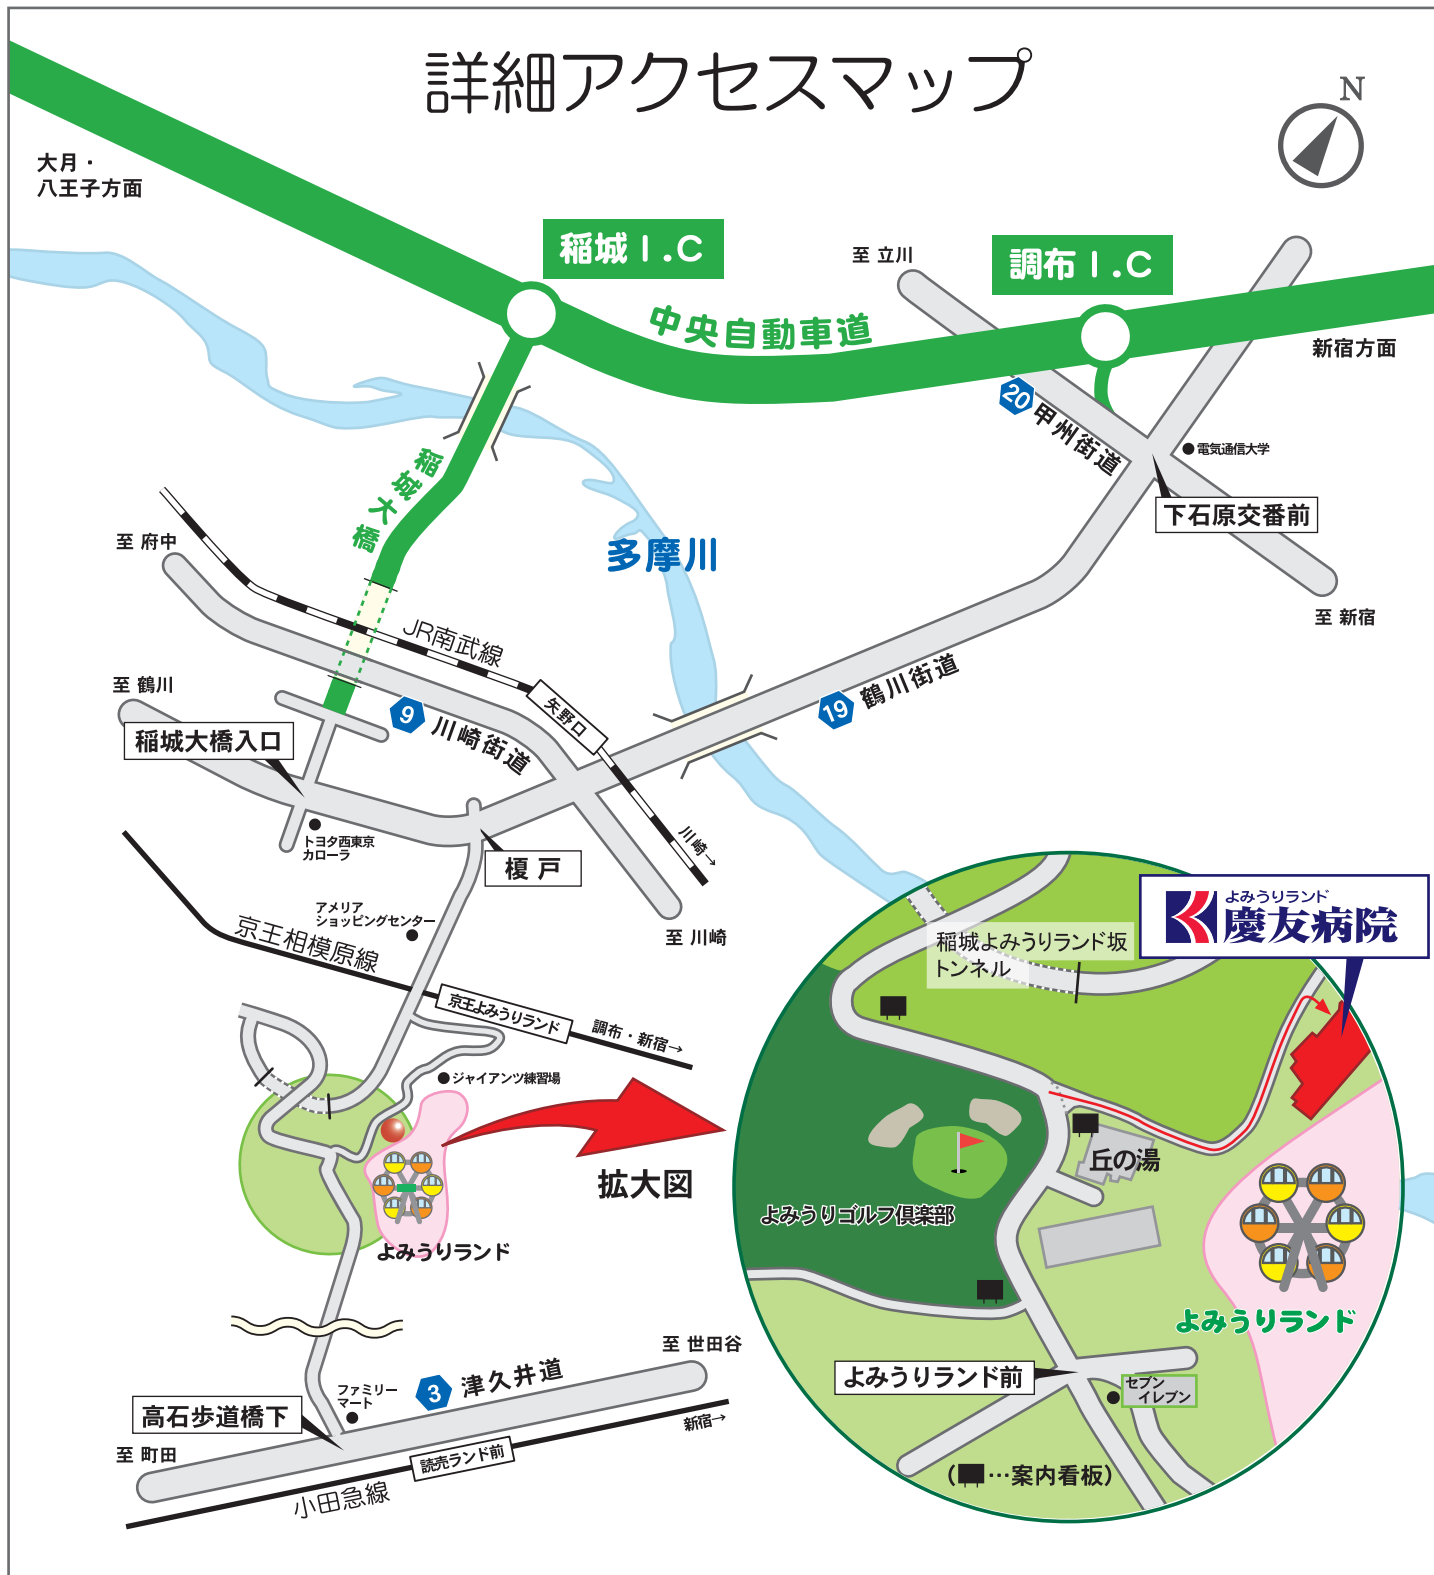 詳細アクセスマップ
N
大月・
八王子方面
稲城I.C
至 立川
調布I.C
中央自動車道
新宿方面
20
甲州街道
電気通信大学
稲城大橋
下石原交番前
至 府中
多摩川
至 新宿
JR南武線
至 鶴川
矢野口
19
鶴川街道
9
川崎街道
稲城大橋入口
トヨタ西東京
カローラ
川崎→
榎戸
アメリア
ショッピングセンター
至 川崎
京王相模原線
京王よみうりランド
調布・新宿→
ジャイアンツ練習場
拡大図
よみうりランド
よみうりランド
慶友病院
稲城よみうりランド坂
トンネル
丘の湯
よみうりゴルフ倶楽部
よみうりランド
よみうりランド前
セブン
イレブン
(…案内看板)
至 世田谷
3
津久井道
ファミリー
マート
高石歩道橋下
新宿→
至 町田
読売ランド前
小田急線